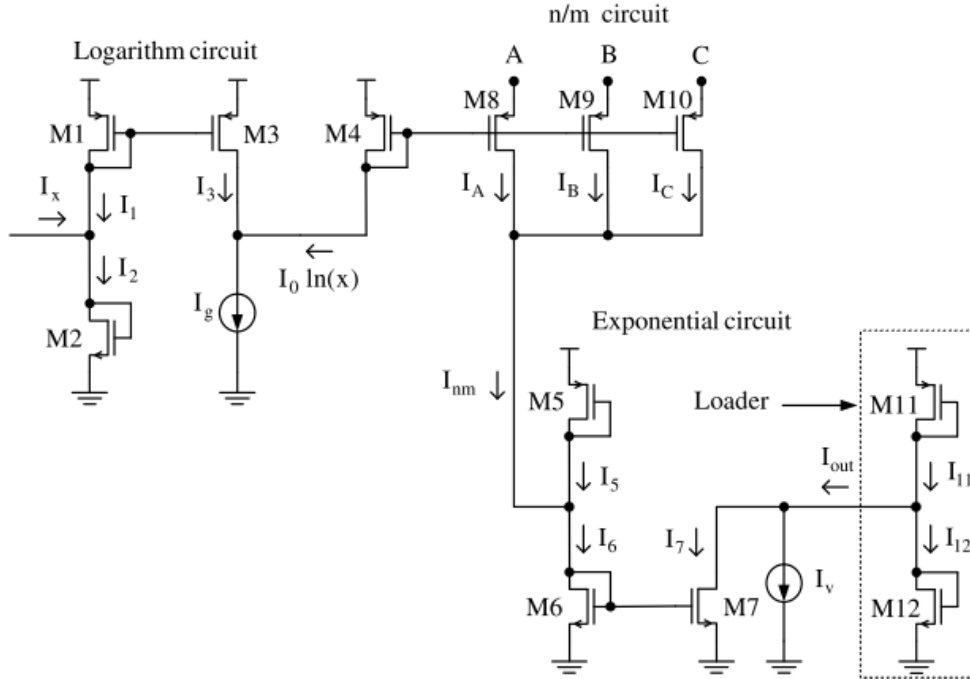 n/m circuit
Logarithm circuit
A
B
C
M8
M9
M10
M1
M3
M4
I_x
I_1
I_3
I_A
I_B
I_C
I_2
I_g
I_0 ln(x)
M2
Exponential circuit
I_nm
M5
Loader
M11
I_out
I_5
I_11
I_6
I_7
I_12
M6
M7
I_v
M12